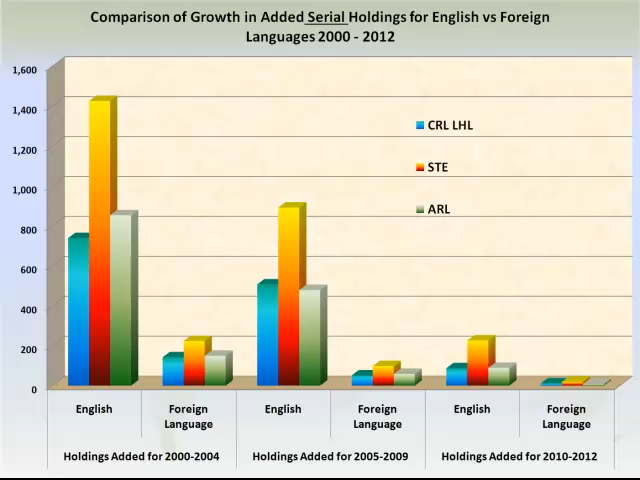 Comparison of Growth in Added Serial Holdings for English vs Foreign
Languages 2000 - 2012
1,600
1,400
1,200
1,000
800
600
400
200
0
CRL LHL
STE
ARL
English
Foreign
Language
English
Foreign
Language
English
Foreign
Language
Holdings Added for 2000-2004
Holdings Added for 2005-2009
Holdings Added for 2010-2012